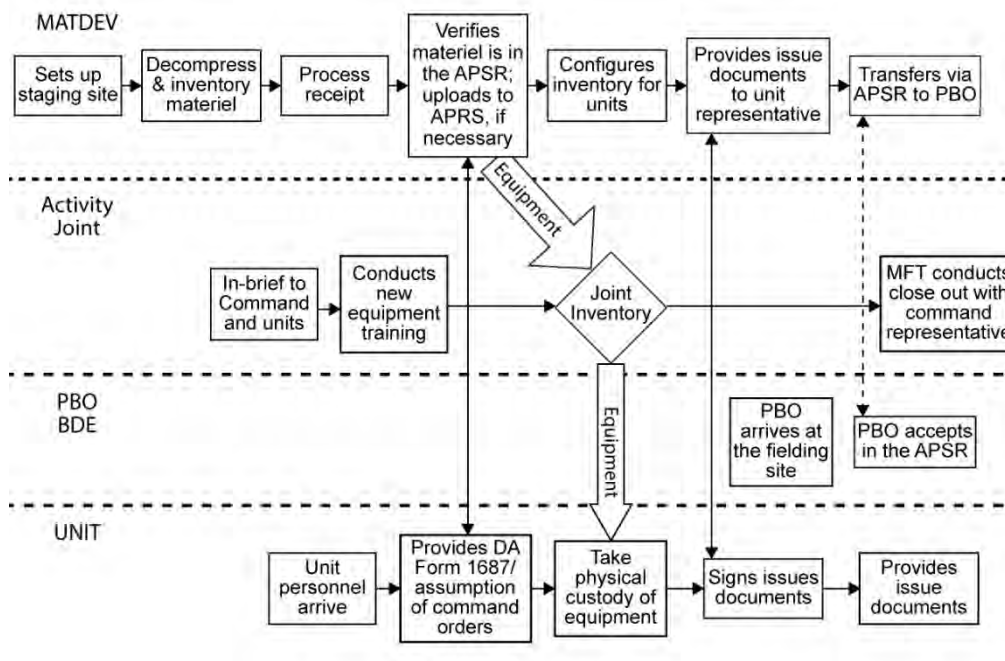 MATDEV
Sets up
staging site
Decompress
& inventory
materiel
Process
receipt
Verifies
materiel is in
the APSR;
uploads to
APRS, if
necessary
Configures
inventory for
units
Provides issue
documents
to unit
representative
Transfers via
APSR to PBO
Equipment
Activity
Joint
In-brief to
Command
and units
Conducts
new
equipment
training
Joint
Inventory
MFT conducts
close out with
command
representative
PBO
BDE
Equipment
PBO
arrives at
the fielding
site
PBO accepts
in the APSR
UNIT
Unit
personnel
arrive
Provides DA
Form 1687/
assumption
of command
orders
Take
physical
custody of
equipment
Signs issues
documents
Provides
issue
documents